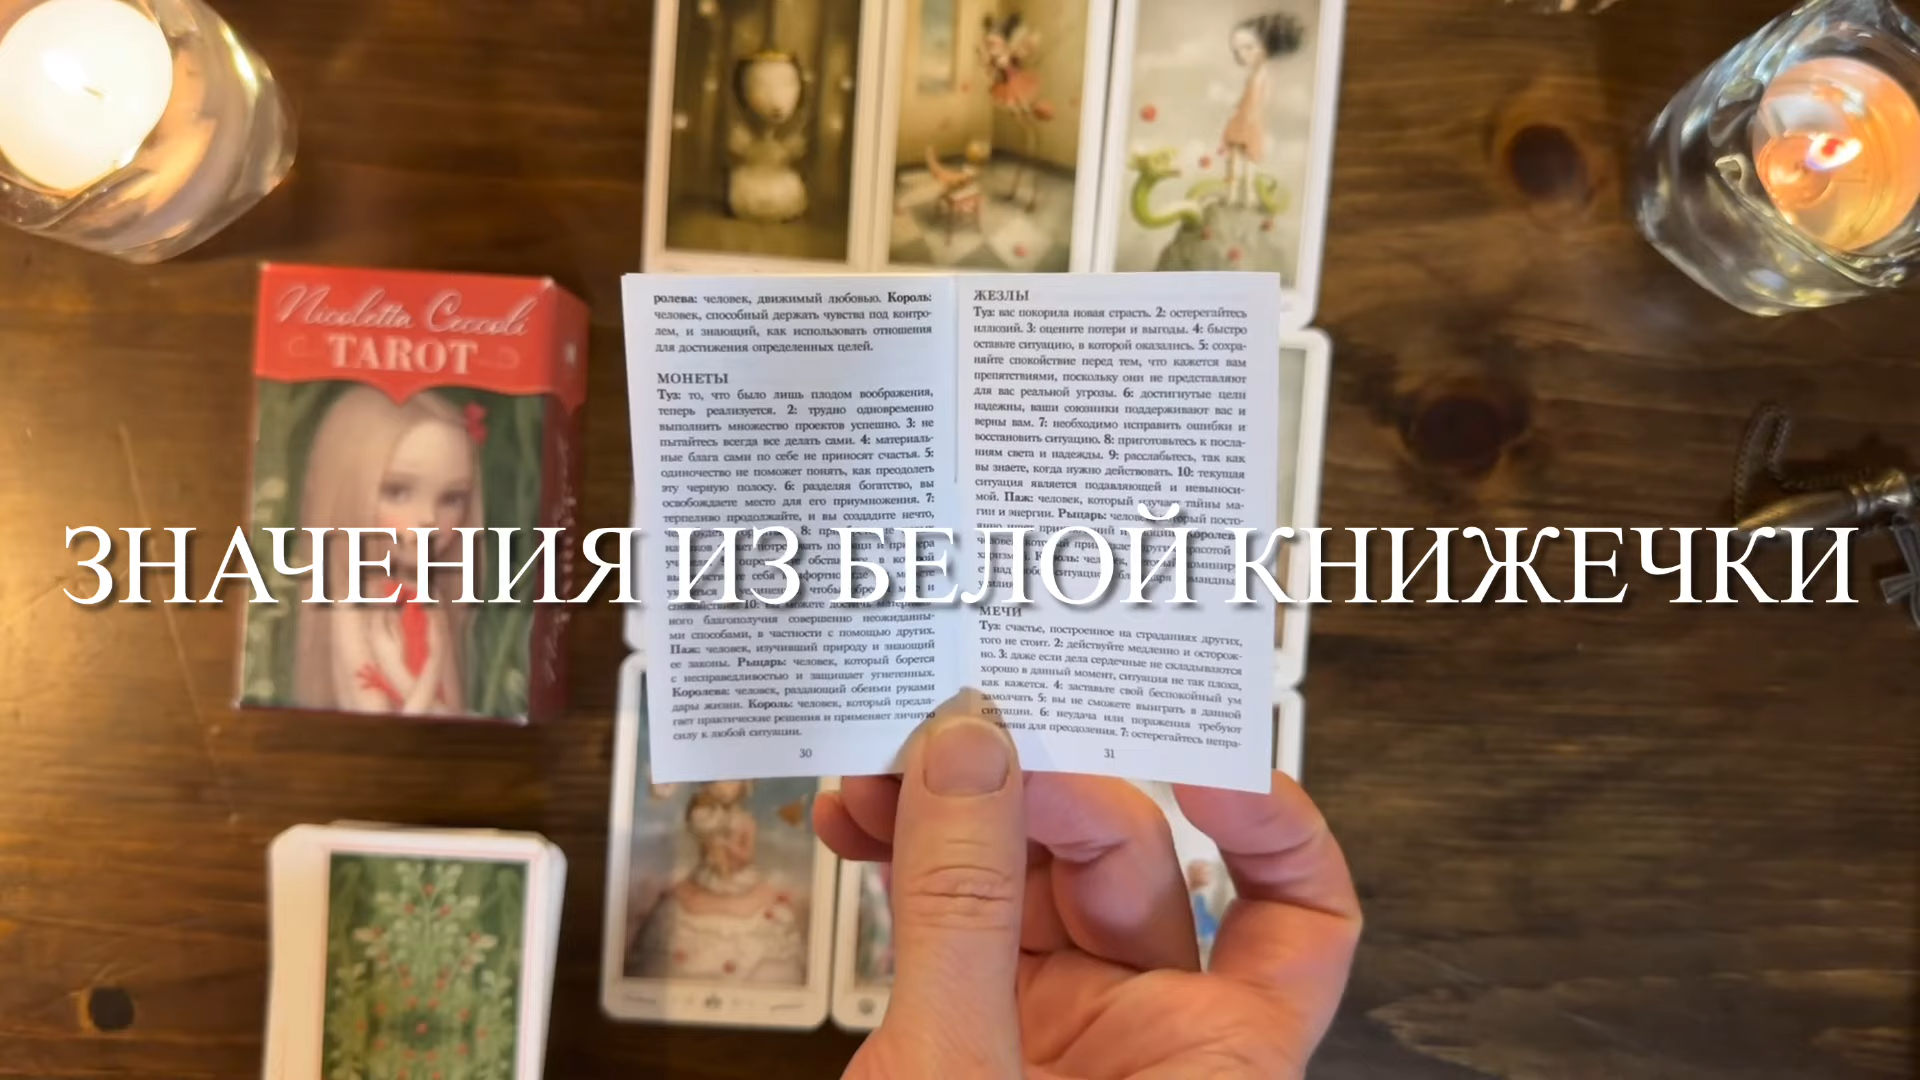 Nicoletta Ceccoli
TAROT
ролева: человек, движимый любовью. Король:
человек, способный держать чувства под контро-
лем, и знающий, как использовать отношения
для достижения определенных целей.
МОНЕТЫ
Туз: то, что было лишь плодом воображения,
теперь реализуется. 2: трудно одновременно
выполнить множество проектов успешно. 3: не
пытайтесь всегда все делать сами. 4: материаль-
ные блага сами по себе не приносят счастья. 5:
одиночество не поможет понять, как преодолеть
эту черную полосу. 6: разделяя богатство, вы
освобождаете место для его приумножения. 7:
терпеливо продолжайте, и вы создадите нечто,
спокойствие. 10:
ного благополучия совершенно неожиданны-
ми способами, в частности с помощью других.
Паж: человек, изучивший природу и знающий
ее законы. Рыцарь: человек, который борется
с несправедливостью и защищает угнетенных.
Королева: человек, раздающий обеими руками
дары жизни. Король: человек, который предла-
гает практические решения и применяет личную
силу к любой ситуации.
30
ЖЕЗЛЫ
Туз: вас покорила новая страсть. 2: остерегайтесь
иллюзий. 3: оцените потери и выгоды. 4: быстро
оставьте ситуацию, в которой оказались. 5: сохра-
няйте спокойствие перед тем, что кажется вам
препятствиями, поскольку они не представляют
для вас реальной угрозы. 6: достигнутые цели
надежны, ваши союзники поддерживают вас и
верны вам. 7: необходимо исправить ошибки и
восстановить ситуацию. 8: приготовьтесь к посла-
ниям света и надежды. 9: расслабьтесь, так как
вы знаете, когда нужно действовать. 10: текущая
ситуация является подавляющей и невыноси-
мой. Паж: человек, который изучает тайны ма-
гии и энергии. Рыцарь:
ЗНАЧЕНИЯ ИЗ БЕЛОЙ КНИЖЕЧКИ
МЕЧИ
Туз: счастье, построенное на страданиях других,
того не стоит. 2: действуйте медленно и осторож-
но. 3: даже если дела сердечные не складываются
хорошо в данный момент, ситуация не так плоха,
как кажется. 4: заставьте свой беспокойный ум
замолчать 5: вы не сможете выиграть в данной
ситуации. 6: неудача или поражения требуют
для преодоления. 7: остерегайтесь непра-
31